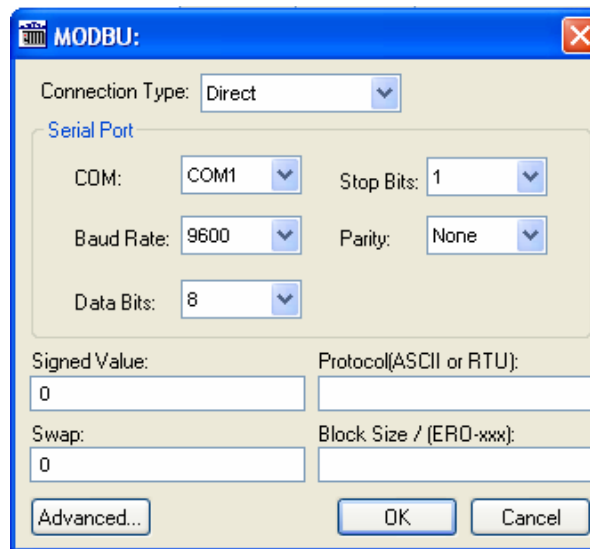 MODBU:
Connection Type: Direct
Serial Port
COM: COM1 Stop Bits: 1
Baud Rate: 9600 Parity: None
Data Bits: 8
Signed Value: Protocol(ASCII or RTU):
0
Swap: Block Size / (ERO-xxx):
0
Advanced... OK Cancel